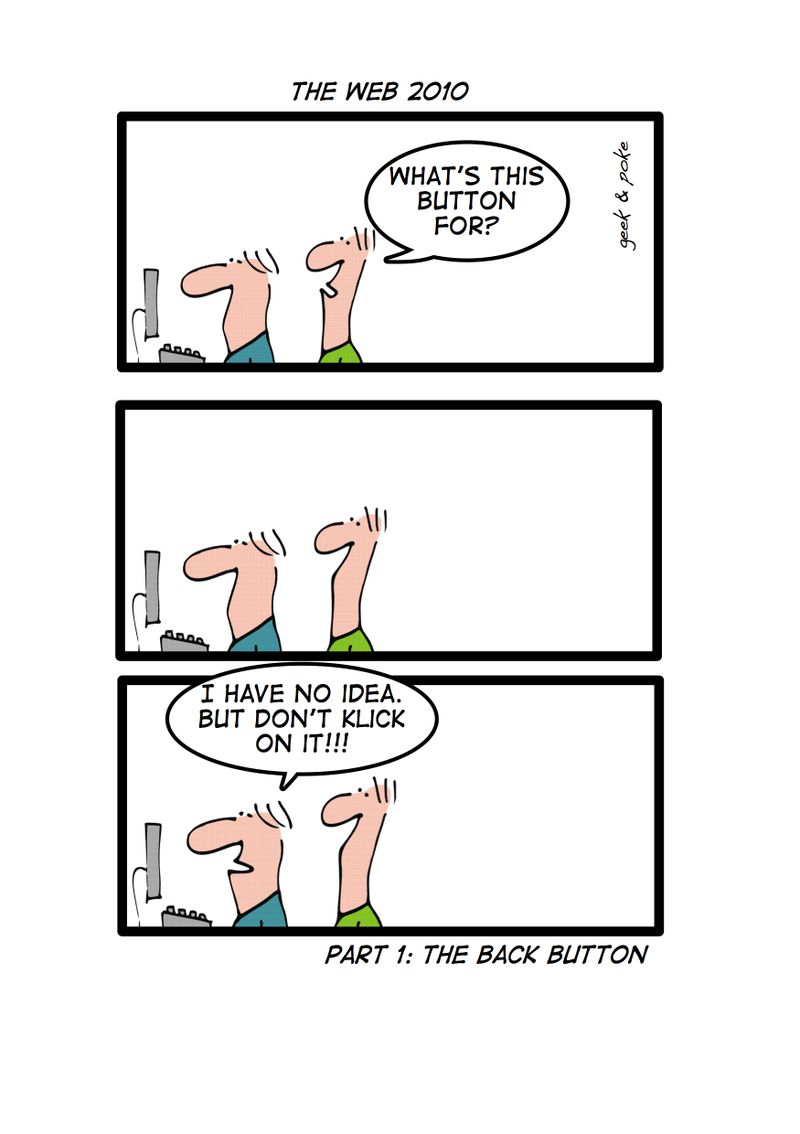 THE WEB 2010
WHAT'S THIS
BUTTON
FOR?
geek & poke
I HAVE NO IDEA.
BUT DON'T KLICK
ON IT!!!
PART 1: THE BACK BUTTON